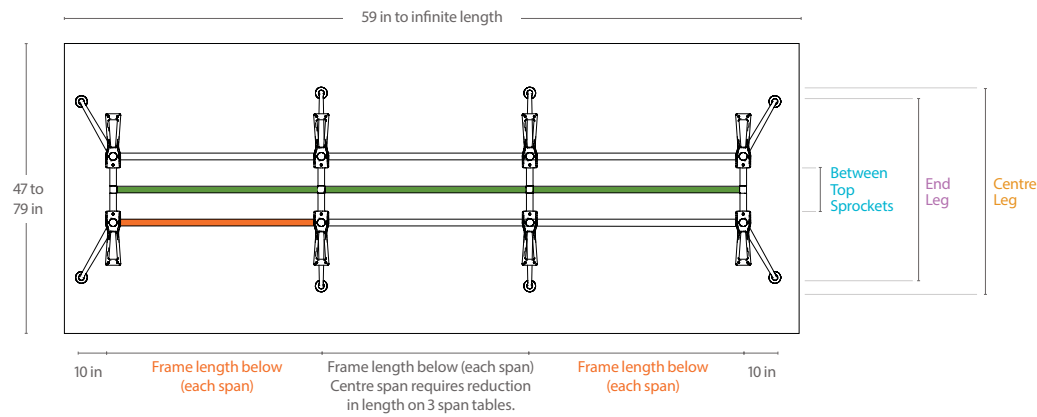 59 in to infinite length
47 to
79 in
Between
Top
Sprockets
End
Leg
Centre
Leg
10 in
Frame length below
(each span)
Frame length below (each span)
Centre span requires reduction
in length on 3 span tables.
Frame length below
(each span)
10 in